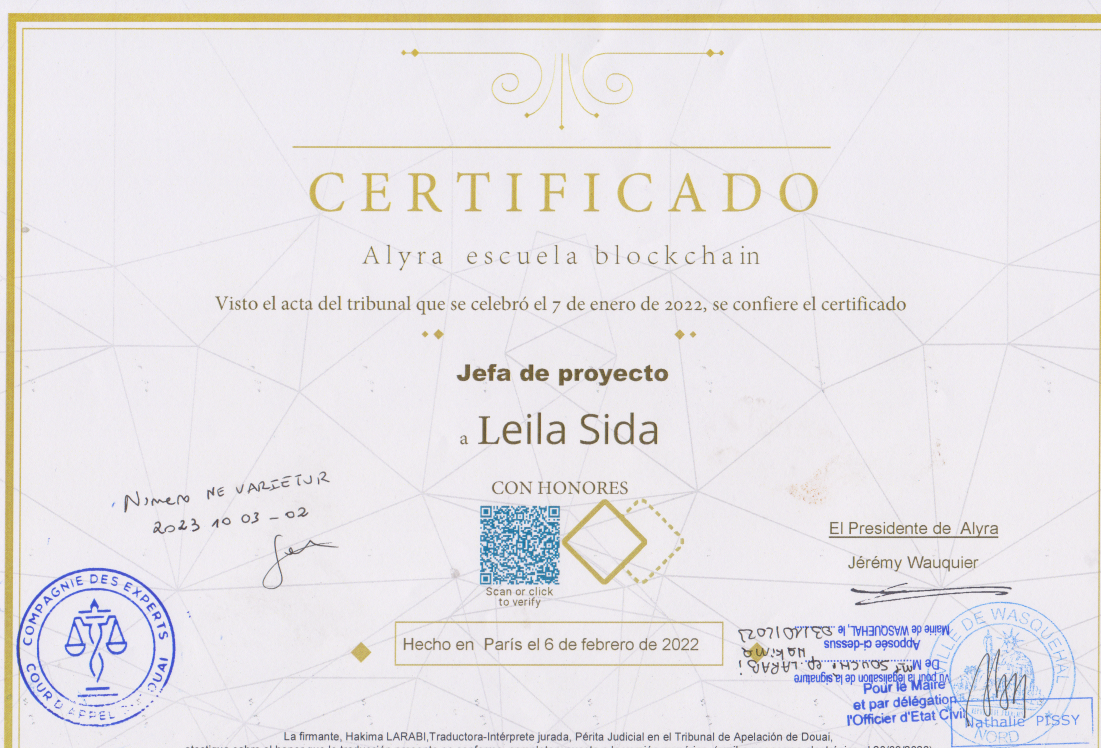 CERTIFICADO
Alyra escuela blockchain
Visto el acta del tribunal que se celebró el 7 de enero de 2022, se confiere el certificado
Jefa de proyecto
a Leila Sida
CON HONORES
Numero NE VARIETUR
2023 10 03 - 02
Scan or click
to verify
El Presidente de Alyra
Jérémy Wauquier
Hecho en París el 6 de febrero de 2022
COMPAGNIE DES EXPERTS
COUR D'APPEL DOUAI
Vu pour la légalisation de la signature
De M LARABI
Hakima
Apposée ci-dessus
Mairie de WASQUEHAL, le 03/10/2023
VILLE DE WASQUEHAL
NORD
Pour le Maire
et par délégation
l'Officier d'Etat Civil
Nathalie PISSY
La firmante, Hakima LARABI,Traductora-Intérprete jurada, Périta Judicial en el Tribunal de Apelación de Douai,